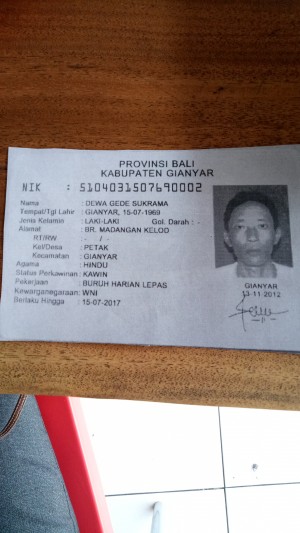 PROVINSI BALI
KABUPATEN GIANYAR
NIK : 5104031507690002
Nama : DEWA GEDE SUKRAMA
Tempat/Tgl Lahir : GIANYAR, 15-07-1969
Jenis Kelamin : LAKI-LAKI Gol. Darah : -
Alamat : BR. MADANGAN KELOD
RT/RW : - / -
Kel/Desa : PETAK
Kecamatan : GIANYAR
Agama : HINDU
Status Perkawinan : KAWIN
Pekerjaan : BURUH HARIAN LEPAS
Kewarganegaraan : WNI
Berlaku Hingga : 15-07-2017
GIANYAR
13-11-2012